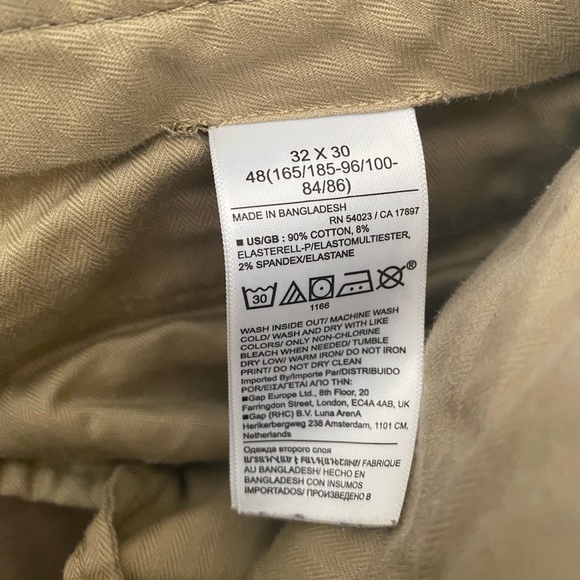 32 X 30
48(165/185-96/100-
84/86)
MADE IN BANGLADESH
RN 54023 / CA 17897
■ US/GB : 90% COTTON, 8%
ELASTERELL-P/ELASTOMULTIESTER,
2% SPANDEX/ELASTANE
30
®
1166
WASH INSIDE OUT/ MACHINE WASH
COLD/ WASH AND DRY WITH LIKE
COLORS/ ONLY NON-CHLORINE
BLEACH WHEN NEEDED/ TUMBLE
DRY LOW/ WARM IRON/ DO NOT IRON
PRINT/ DO NOT DRY CLEAN
Imported By/Importe Par/DISTRIBUIDO
POR/ΕΙΣΑΓΕΤΑΙ ΑΠΟ ΤΗΝ:
■Gap Europe Ltd., 8th Floor, 20
Farringdon Street, London, EC4A 4AB, UK
■Gap (RHC) B.V. Luna ArenA
Herikerbergweg 238 Amsterdam, 1101 CM,
Netherlands
Одежда второго слоя
FABRIQUE
AU BANGLADESH/ HECHO EN
BANGLADESH CON INSUMOS
IMPORTADOS/ ПРОИЗВЕДЕНО В